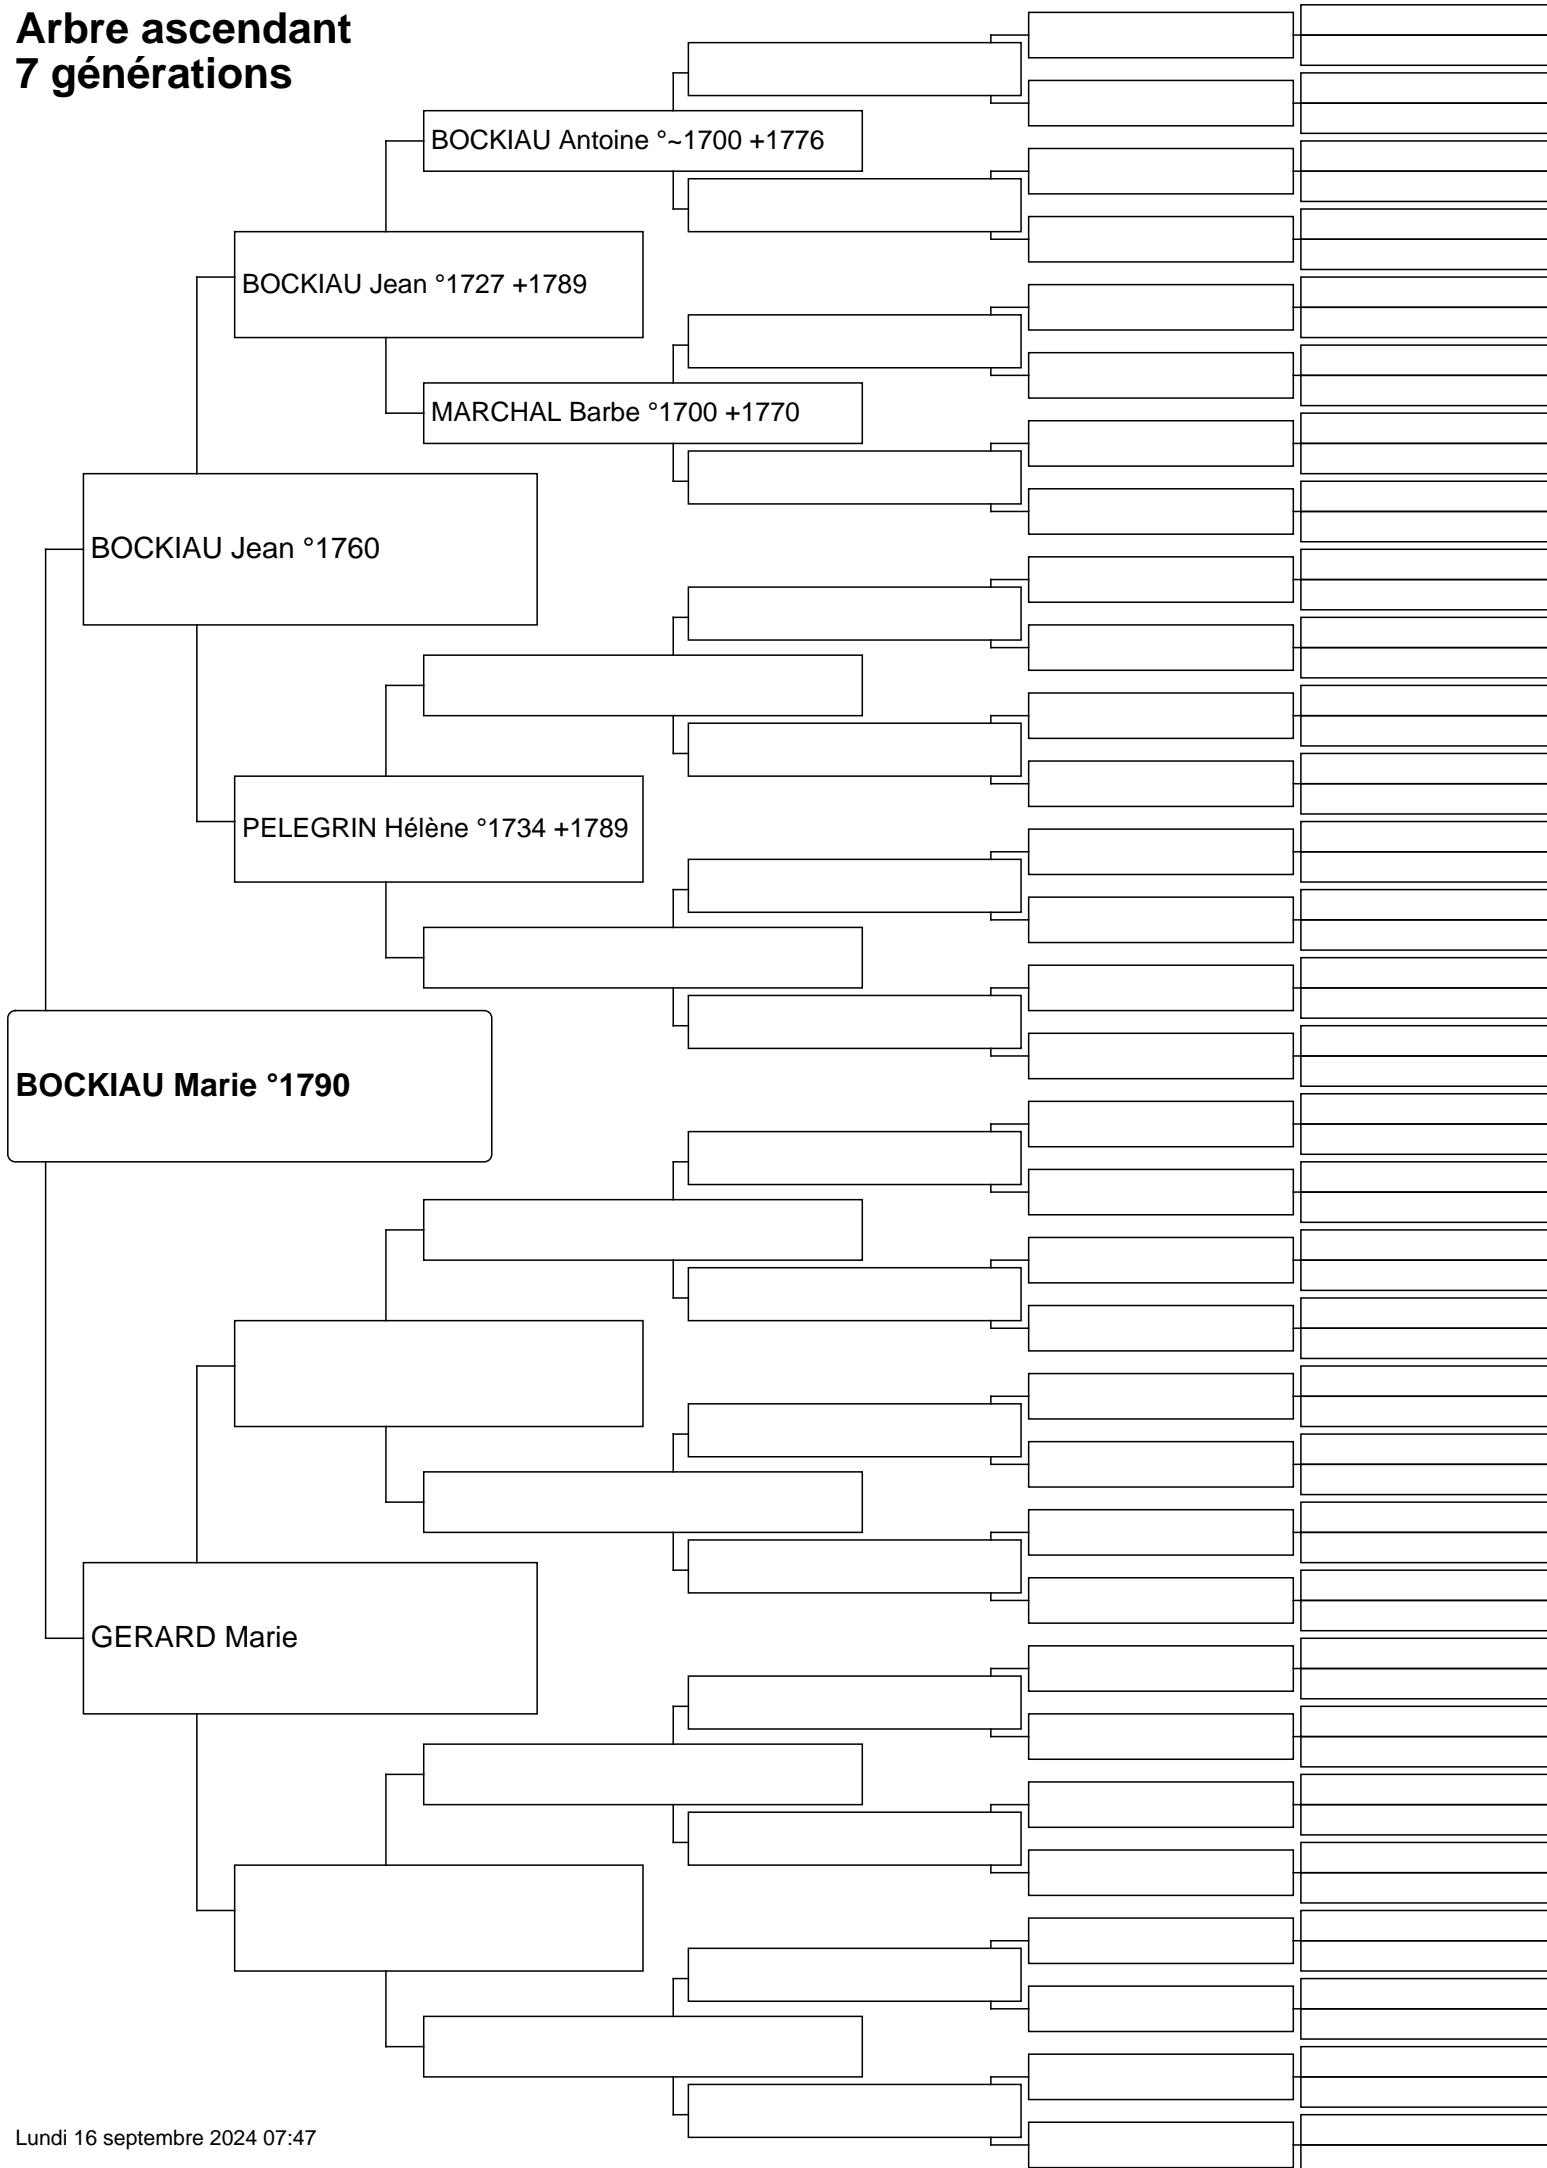 Arbre ascendant
7 générations
BOCKIAU Antoine °~1700 +1776
BOCKIAU Jean °1727 +1789
MARCHAL Barbe °1700 +1770
BOCKIAU Jean °1760
PELEGRIN Hélène °1734 +1789
BOCKIAU Marie °1790
GERARD Marie
Lundi 16 septembre 2024 07:47